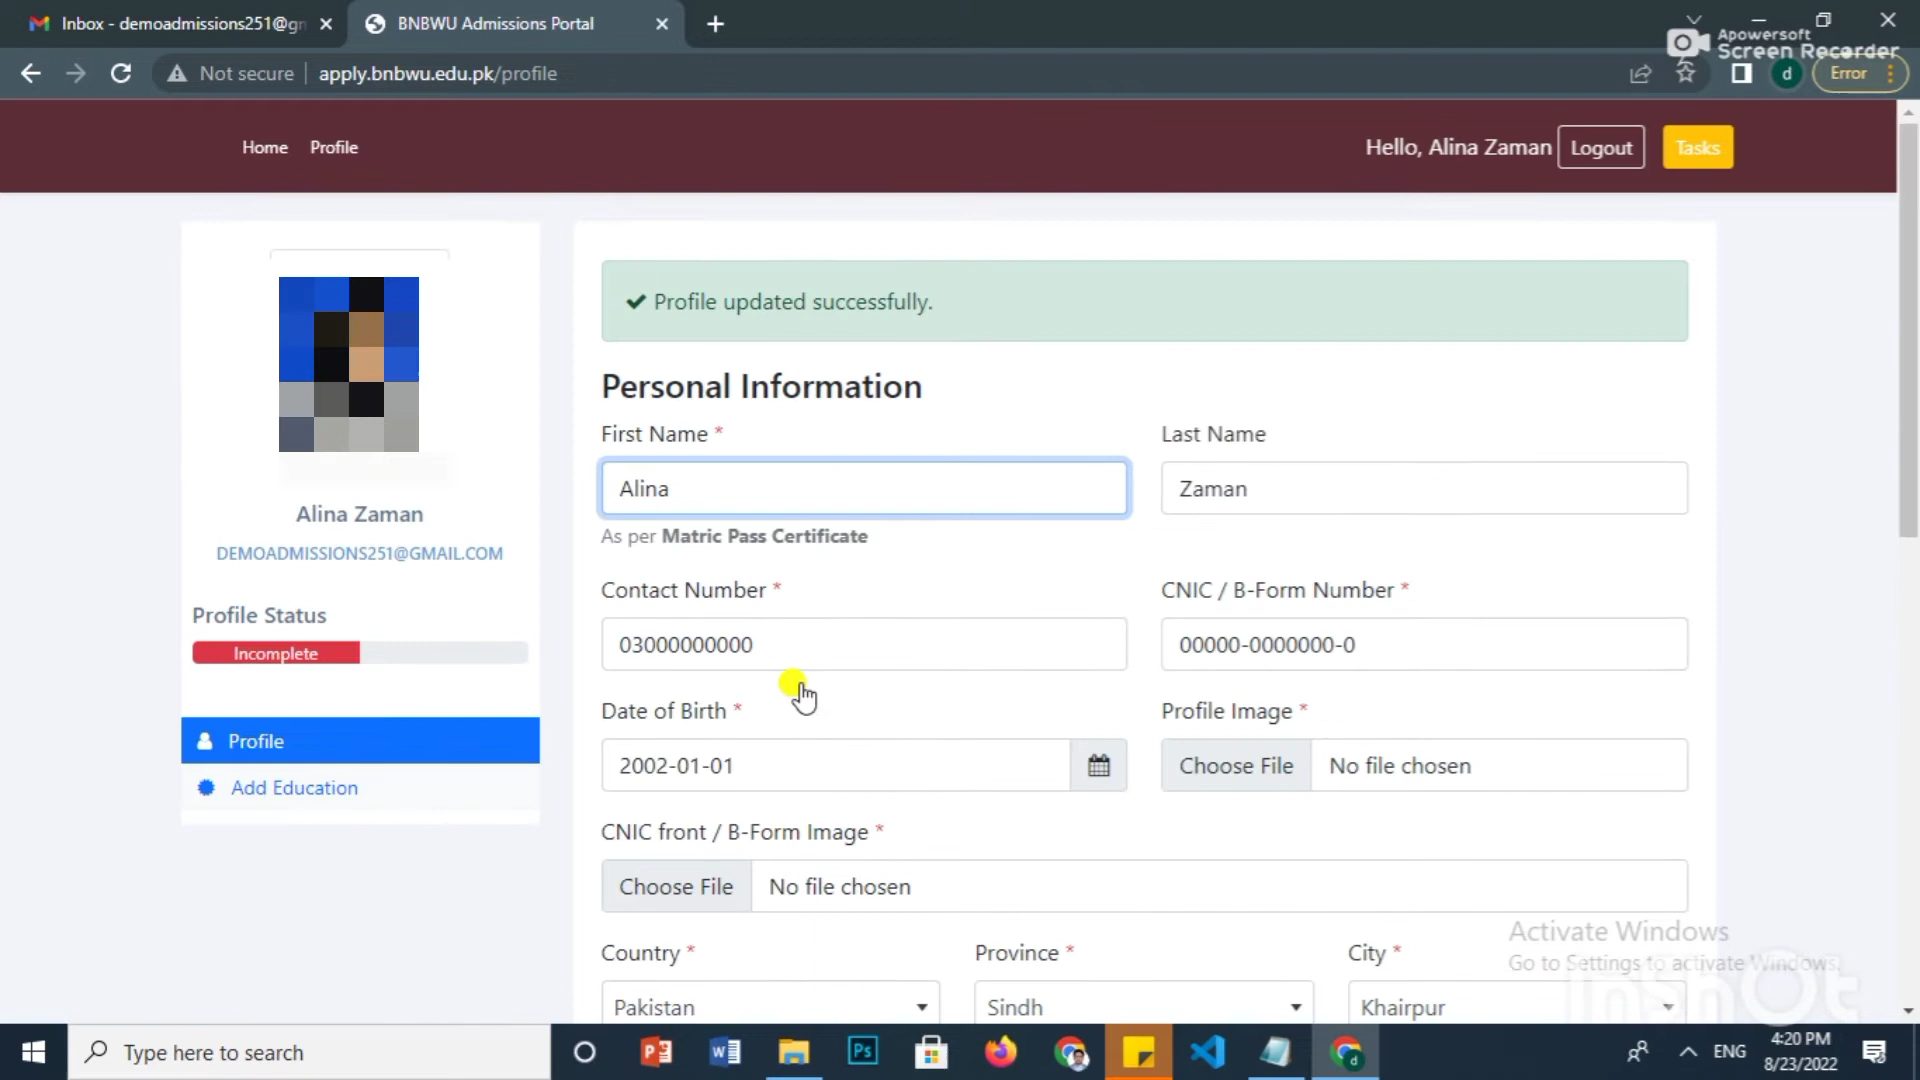 Inbox - demoadmissions251@gm
BNBWU Admissions Portal
Apowersoft
Screen Recorder
Not secure
apply.bnbwu.edu.pk/profile
d
Error
Home
Profile
Hello, Alina Zaman
Logout
Tasks
Alina Zaman
DEMOADMISSIONS251@GMAIL.COM
Profile Status
Incomplete
Profile
Add Education
Profile updated successfully.
Personal Information
First Name *
Last Name
Alina
Zaman
As per Matric Pass Certificate
Contact Number *
CNIC / B-Form Number *
03000000000
00000-0000000-0
Date of Birth *
Profile Image *
2002-01-01
Choose File
No file chosen
CNIC front / B-Form Image *
Choose File
No file chosen
Country *
Province *
City *
Pakistan
Sindh
Khairpur
Activate Windows
Go to Settings to activate Windows.
InShOt
Type here to search
Ps
ENG
4:20 PM
8/23/2022